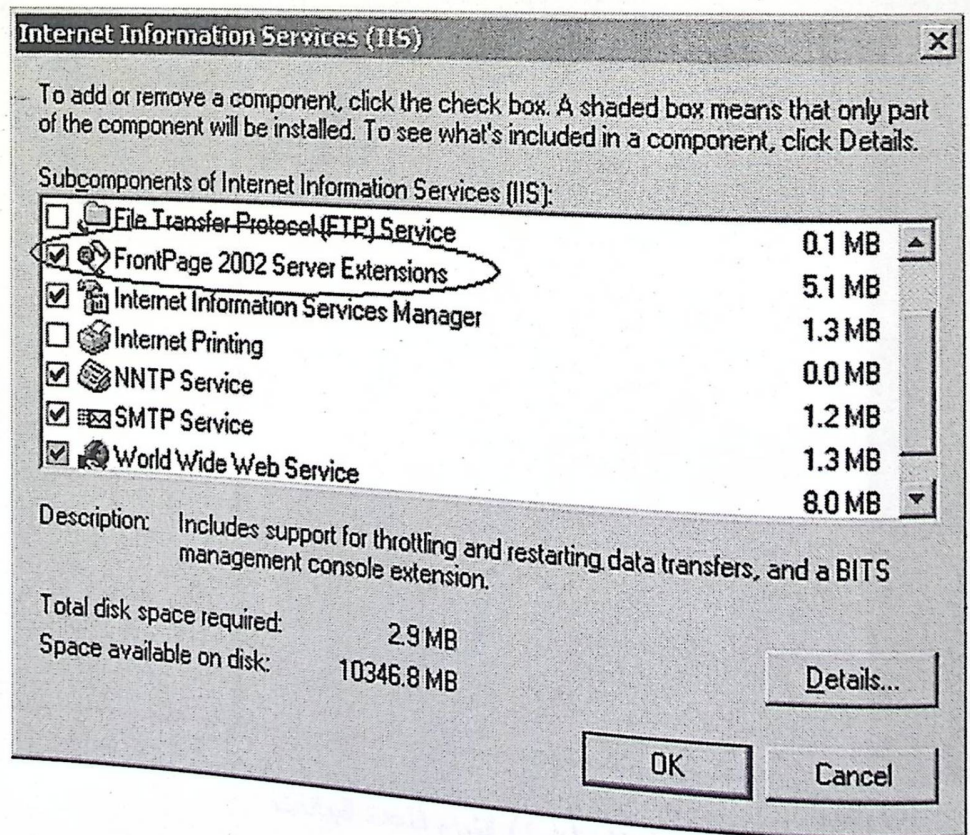 Internet Information Services (IIS)
To add or remove a component, click the check box. A shaded box means that only part
of the component will be installed. To see what's included in a component, click Details.
Subcomponents of Internet Information Services (IIS):
File Transfer Protocol (FTP) Service 0.1 MB
FrontPage 2002 Server Extensions 5.1 MB
Internet Information Services Manager 1.3 MB
Internet Printing 0.0 MB
NNTP Service 1.2 MB
SMTP Service 1.3 MB
World Wide Web Service 8.0 MB
Description: Includes support for throttling and restarting data transfers, and a BITS
management console extension.
Total disk space required: 2.9 MB
Space available on disk: 10346.8 MB
Details...
OK
Cancel